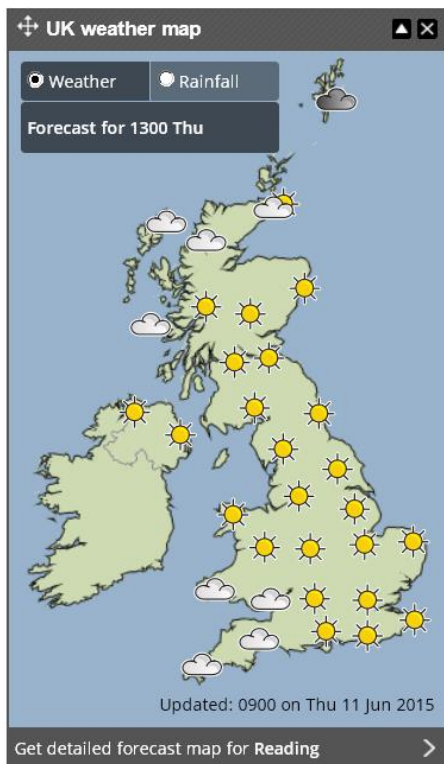 UK weather map
Weather
Rainfall
Forecast for 1300 Thu
Updated: 0900 on Thu 11 Jun 2015
Get detailed forecast map for Reading